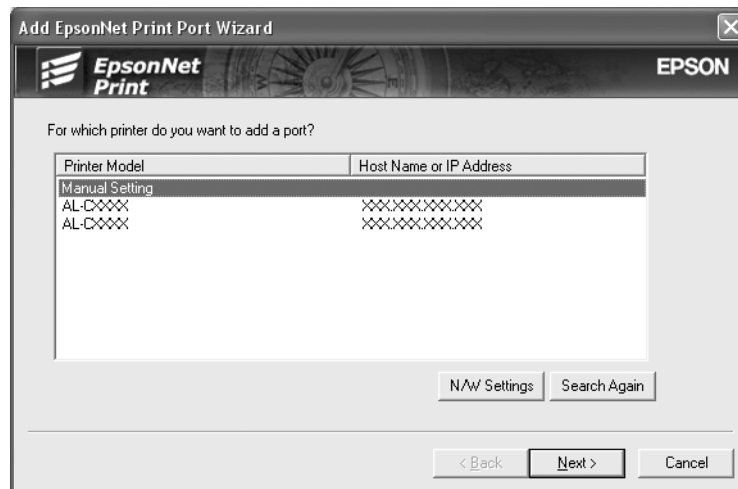 Add EpsonNet Print Port Wizard
EpsonNet Print
EPSON
For which printer do you want to add a port?
Printer Model Host Name or IP Address
Manual Setting
AL-CXXXX XXX.XXX.XXX.XXX
AL-CXXXX XXX.XXX.XXX.XXX
N/W Settings Search Again
< Back Next > Cancel